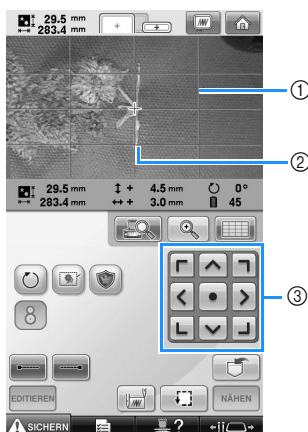 29.5 mm
283.4 mm
①
②
29.5 mm ↕ + 4.5 mm 0°
283.4 mm ↔ + 3.0 mm 45
③
8
EDITIEREN NÄHEN
SICHERN ?